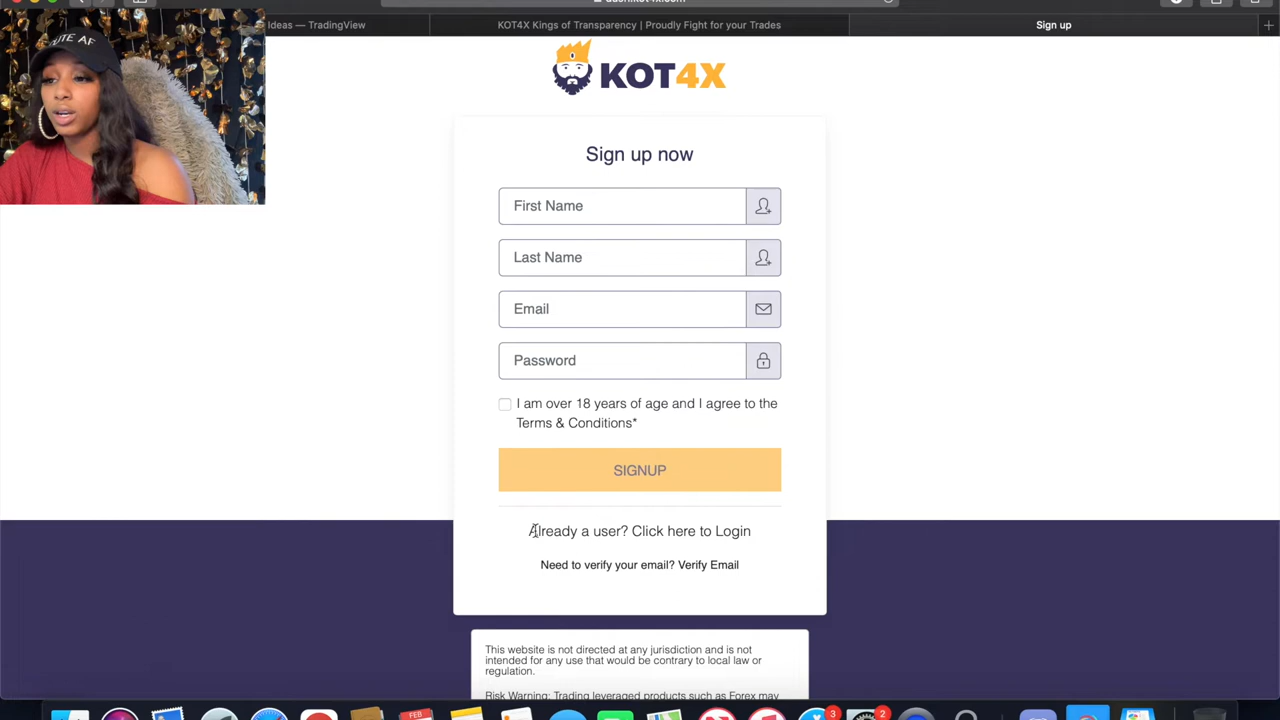 Ideas — TradingView
KOT4X Kings of Transparency | Proudly Fight for your Trades
Sign up
KOT4X
Sign up now
First Name
Last Name
Email
Password
I am over 18 years of age and I agree to the
Terms & Conditions*
SIGNUP
Already a user? Click here to Login
Need to verify your email? Verify Email
This website is not directed at any jurisdiction and is not
intended for any use that would be contrary to local law or
regulation.
Risk Warning: Trading leveraged products such as Forex may
FEB
3
2